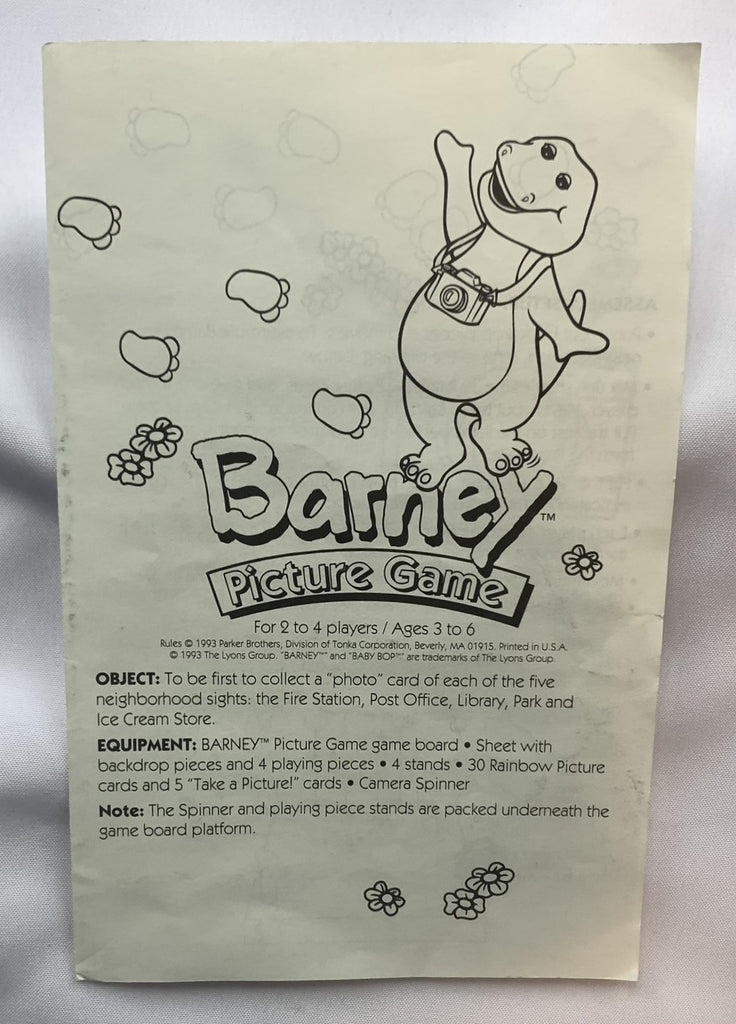 Barney™
Picture Game
For 2 to 4 players / Ages 3 to 6
Rules © 1993 Parker Brothers, Division of Tonka Corporation, Beverly, MA 01915. Printed in U.S.A.
© 1993 The Lyons Group. "BARNEY™" and "BABY BOP™" are trademarks of The Lyons Group.
OBJECT: To be first to collect a "photo" card of each of the five
neighborhood sights: the Fire Station, Post Office, Library, Park and
Ice Cream Store.
EQUIPMENT: BARNEY™ Picture Game game board • Sheet with
backdrop pieces and 4 playing pieces • 4 stands • 30 Rainbow Picture
cards and 5 "Take a Picture!" cards • Camera Spinner
Note: The Spinner and playing piece stands are packed underneath the
game board platform.